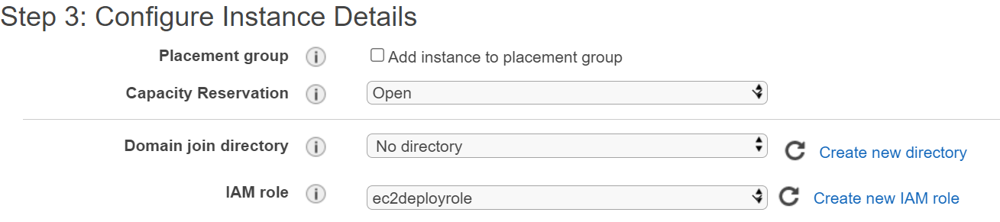 Step 3: Configure Instance Details
Placement group i Add instance to placement group
Capacity Reservation i Open
Domain join directory i No directory Create new directory
IAM role i ec2deployrole Create new IAM role